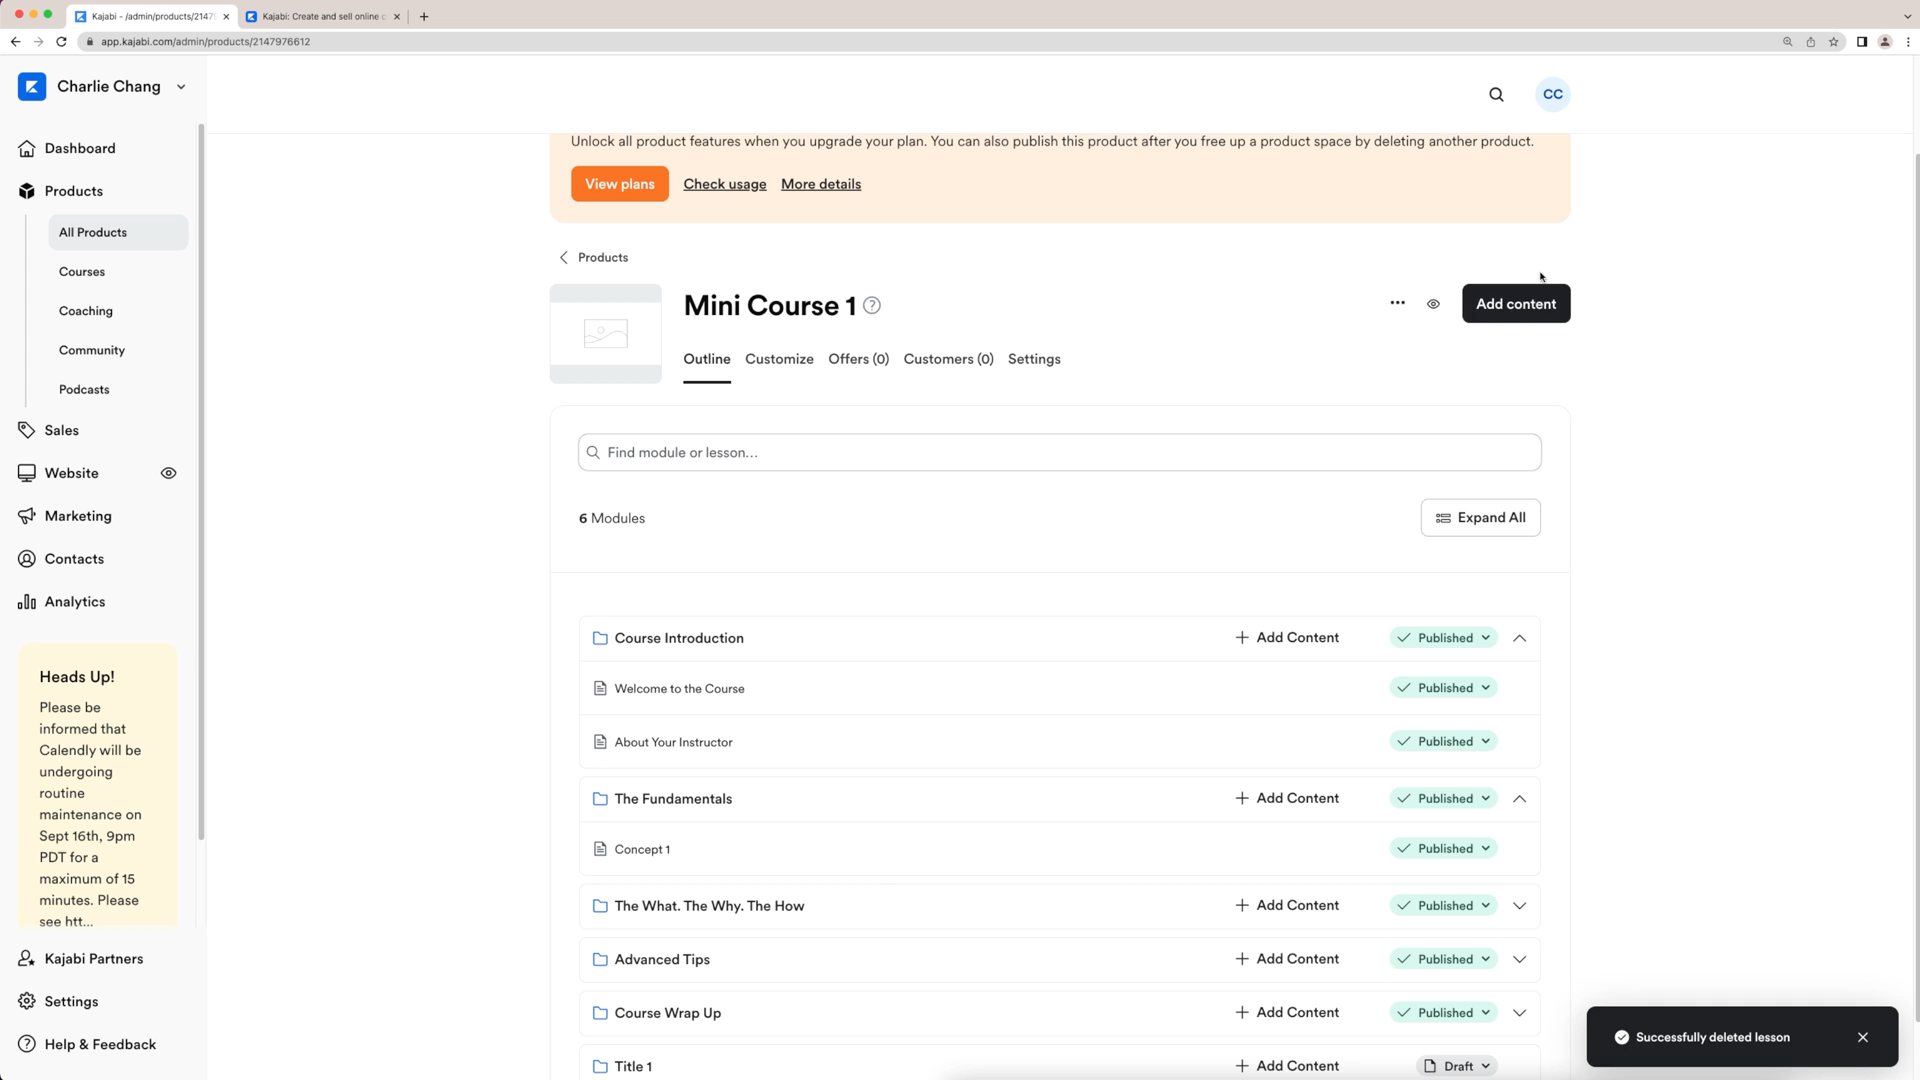 Kajabi - /admin/products/2147
Kajabi: Create and sell online c
app.kajabi.com/admin/products/2147976612
Charlie Chang
CC
Dashboard
Products
All Products
Courses
Coaching
Community
Podcasts
Sales
Website
Marketing
Contacts
Analytics
Heads Up!
Please be
informed that
Calendly will be
undergoing
routine
maintenance on
Sept 16th, 9pm
PDT for a
maximum of 15
minutes. Please
see htt...
Kajabi Partners
Settings
Help & Feedback
Unlock all product features when you upgrade your plan. You can also publish this product after you free up a product space by deleting another product.
View plans Check usage More details
Products
Mini Course 1
Add content
Outline Customize Offers (0) Customers (0) Settings
Find module or lesson...
6 Modules
Expand All
Course Introduction Add Content Published
Welcome to the Course Published
About Your Instructor Published
The Fundamentals Add Content Published
Concept 1 Published
The What. The Why. The How Add Content Published
Advanced Tips Add Content Published
Course Wrap Up Add Content Published
Title 1 Add Content Draft
Successfully deleted lesson